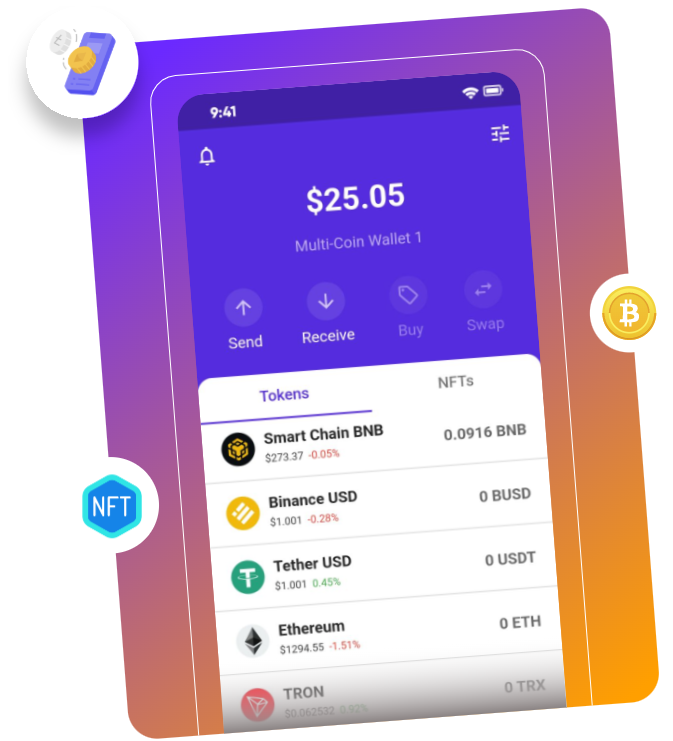 9:41
$25.05
Multi-Coin Wallet 1
Send
Receive
Buy
Swap
Tokens
NFTs
Smart Chain BNB
0.0916 BNB
$273.37 -0.05%
Binance USD
0 BUSD
$1.001 -0.28%
NFT
Tether USD
0 USDT
$1.001 0.45%
Ethereum
0 ETH
$1294.55 -1.51%
TRON
0 TRX
$0.062532 0.92%